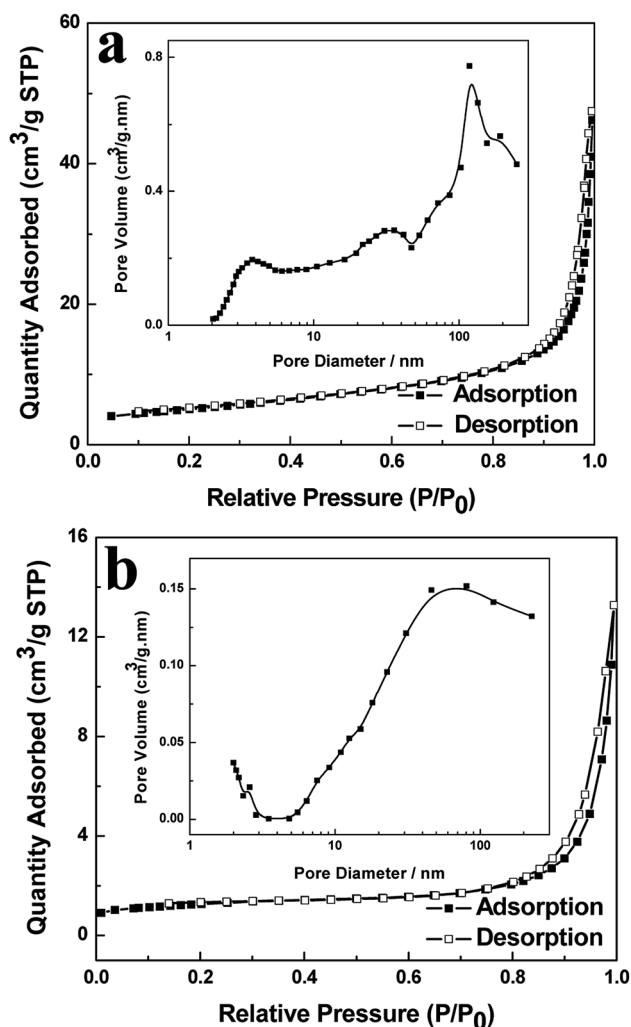 a
60
40
20
0
Quantity Adsorbed (cm³/g STP)
0.8
0.4
0.0
Pore Volume (cm³/g.nm)
1
10
100
Pore Diameter / nm
Adsorption
Desorption
0.0
0.2
0.4
0.6
0.8
1.0
Relative Pressure (P/P₀)
b
16
12
8
4
0
Quantity Adsorbed (cm³/g STP)
0.15
0.10
0.05
0.00
Pore Volume (cm³/g.nm)
1
10
100
Pore Diameter / nm
Adsorption
Desorption
0.0
0.2
0.4
0.6
0.8
1.0
Relative Pressure (P/P₀)